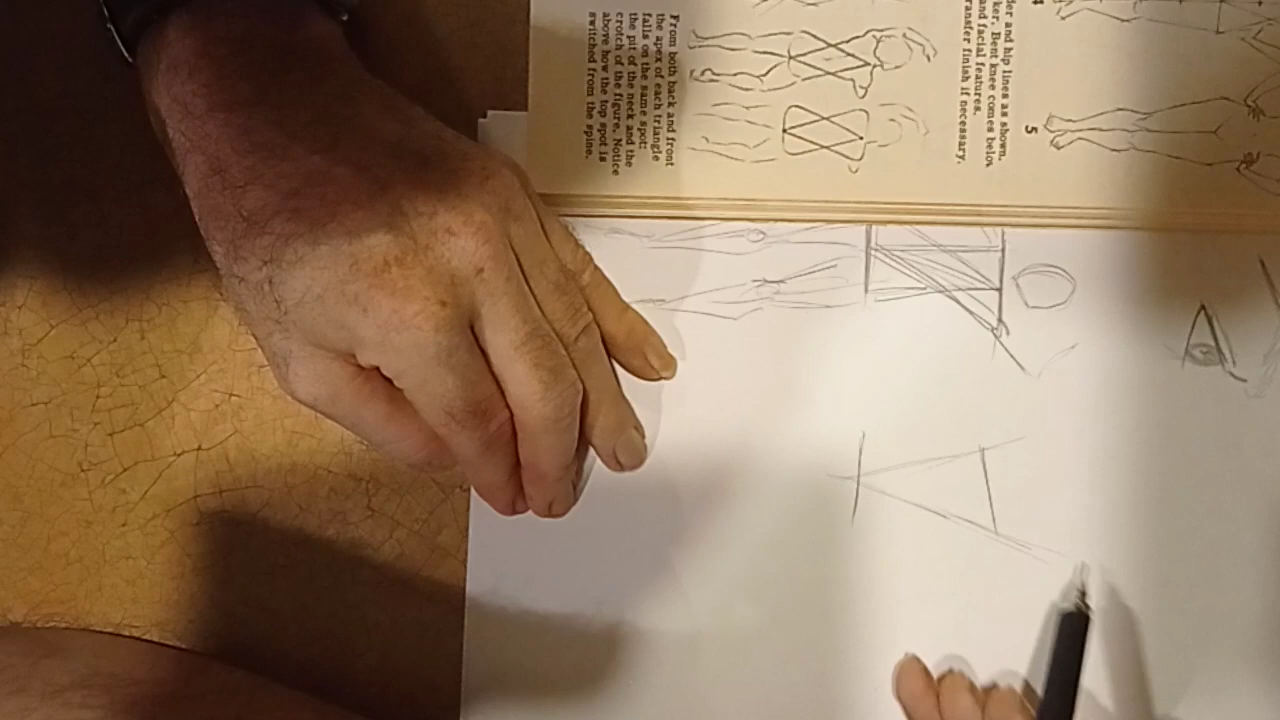 4
der and hip lines as shown.
ker. Bent knee comes below
and facial features.
ransfer finish if necessary.
5
From both back and front
the apex of each triangle
falls on the same spot:
the pit of the neck and the
crotch of the figure. Notice
above how the top spot is
switched from the spine.